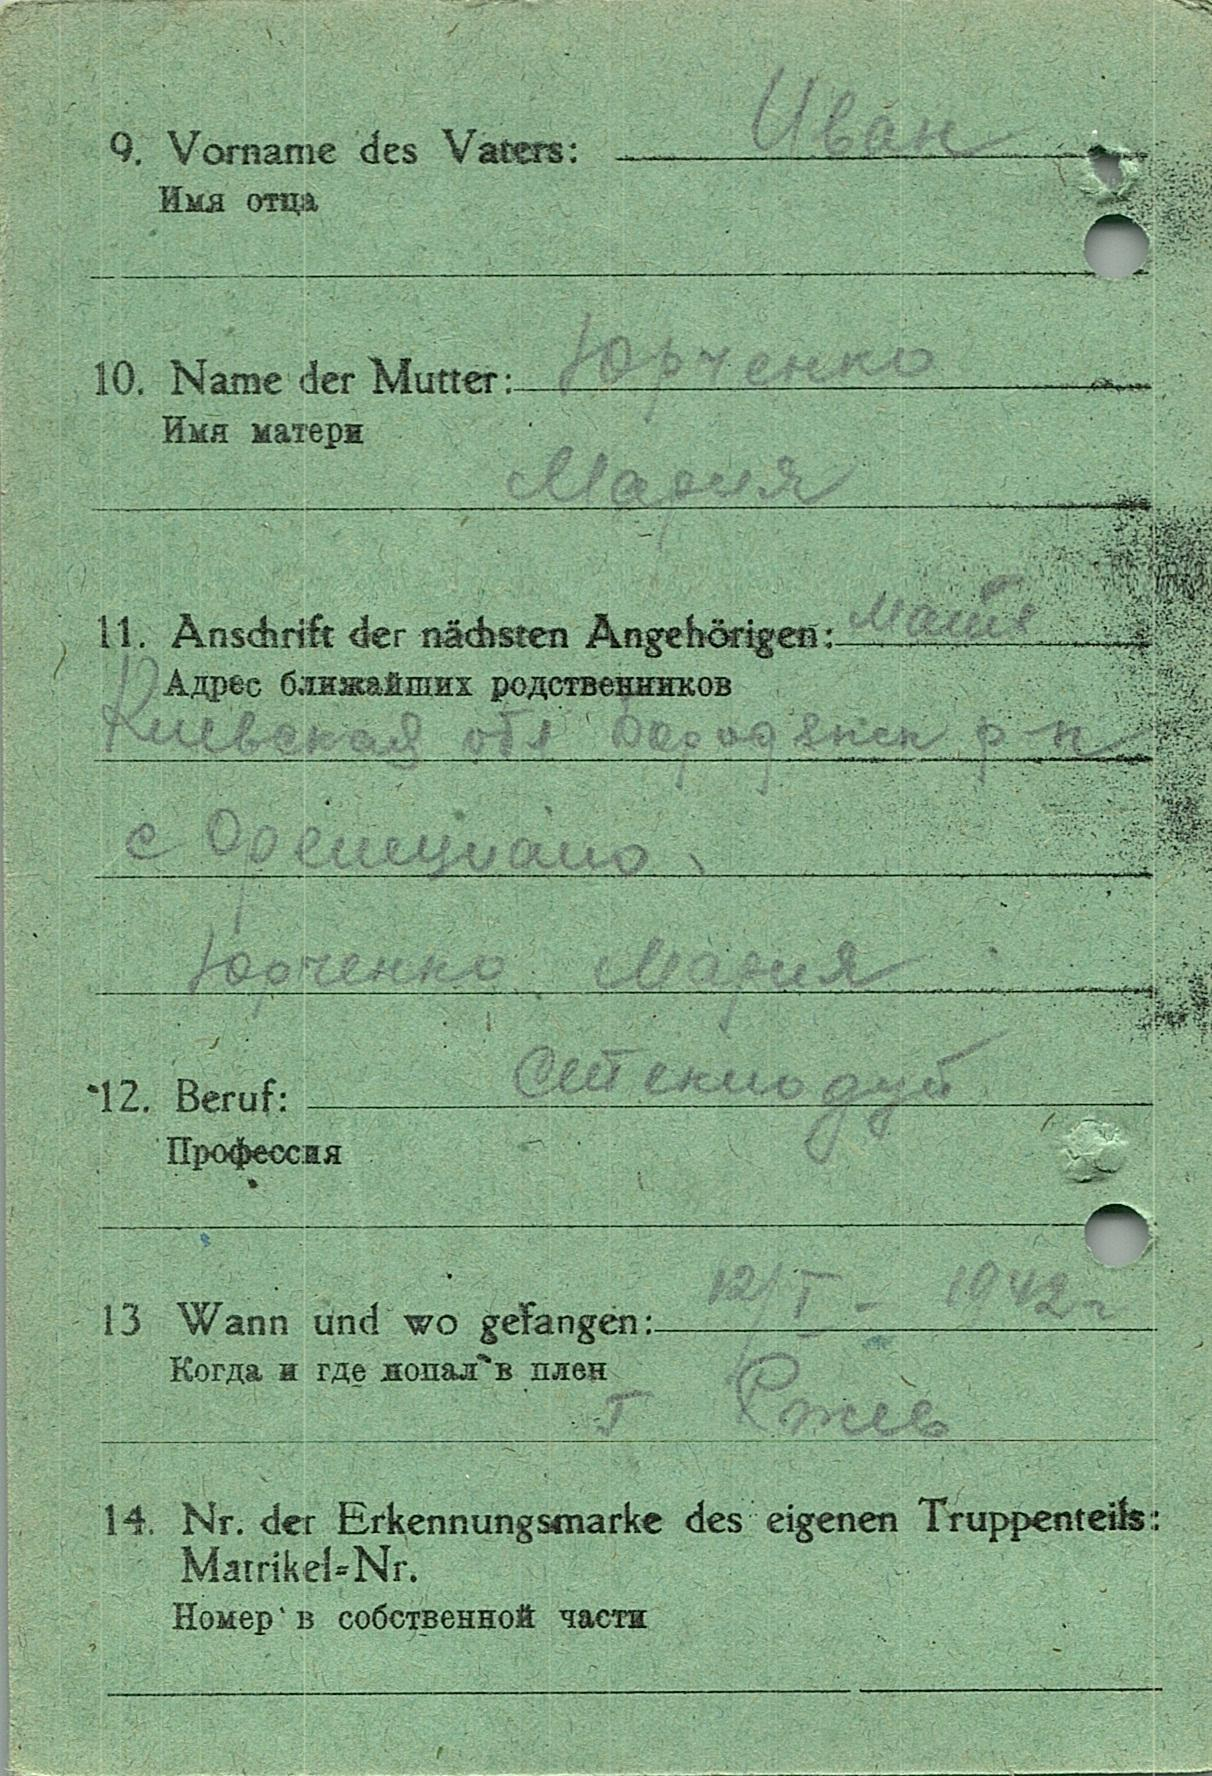 9. Vorname des Vaters: Иван
Имя отца
10. Name der Mutter: Юрченко
Имя матери
Мария
11. Anschrift der nächsten Angehörigen: мать
Адрес ближайших родственников
Киевская обл Бородянск р-н
с
Юрченко Мария
12. Beruf: Стеклодув
Профессия
13 Wann und wo gefangen: 12/I - 1942 г
Когда и где попал в плен
г Ржев
14. Nr. der Erkennungsmarke des eigenen Truppenteils:
Matrikel=Nr.
Номер в собственной части